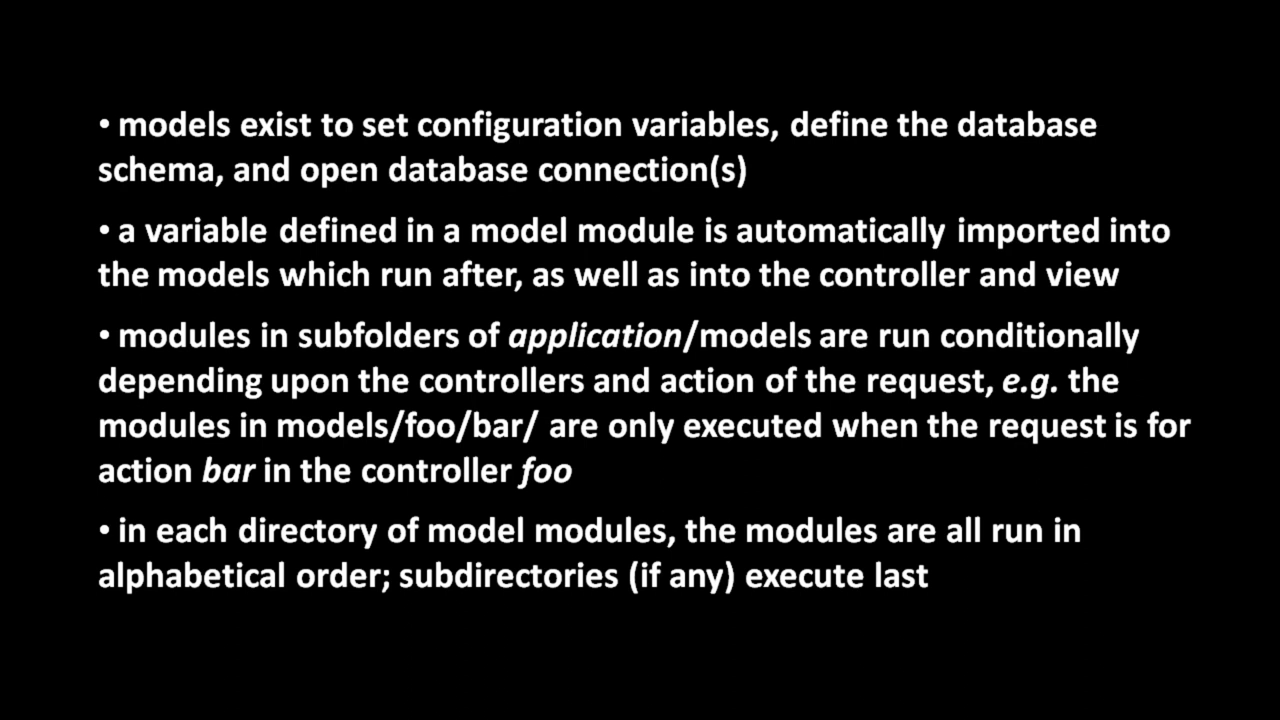 • models exist to set configuration variables, define the database
schema, and open database connection(s)
• a variable defined in a model module is automatically imported into
the models which run after, as well as into the controller and view
• modules in subfolders of application/models are run conditionally
depending upon the controllers and action of the request, e.g. the
modules in models/foo/bar/ are only executed when the request is for
action bar in the controller foo
• in each directory of model modules, the modules are all run in
alphabetical order; subdirectories (if any) execute last